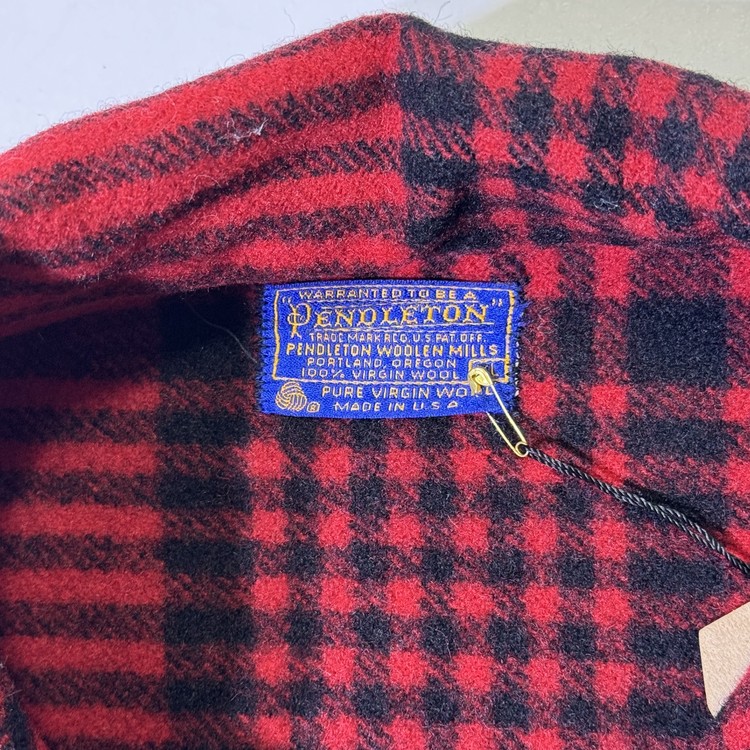 WARRANTED TO BE A
"PENDLETON"
TRADE MARK REG. U.S. PAT. OFF.
PENDLETON WOOLEN MILLS
PORTLAND, OREGON
100% VIRGIN WOOL
PURE VIRGIN WOOL
® MADE IN U.S.A.